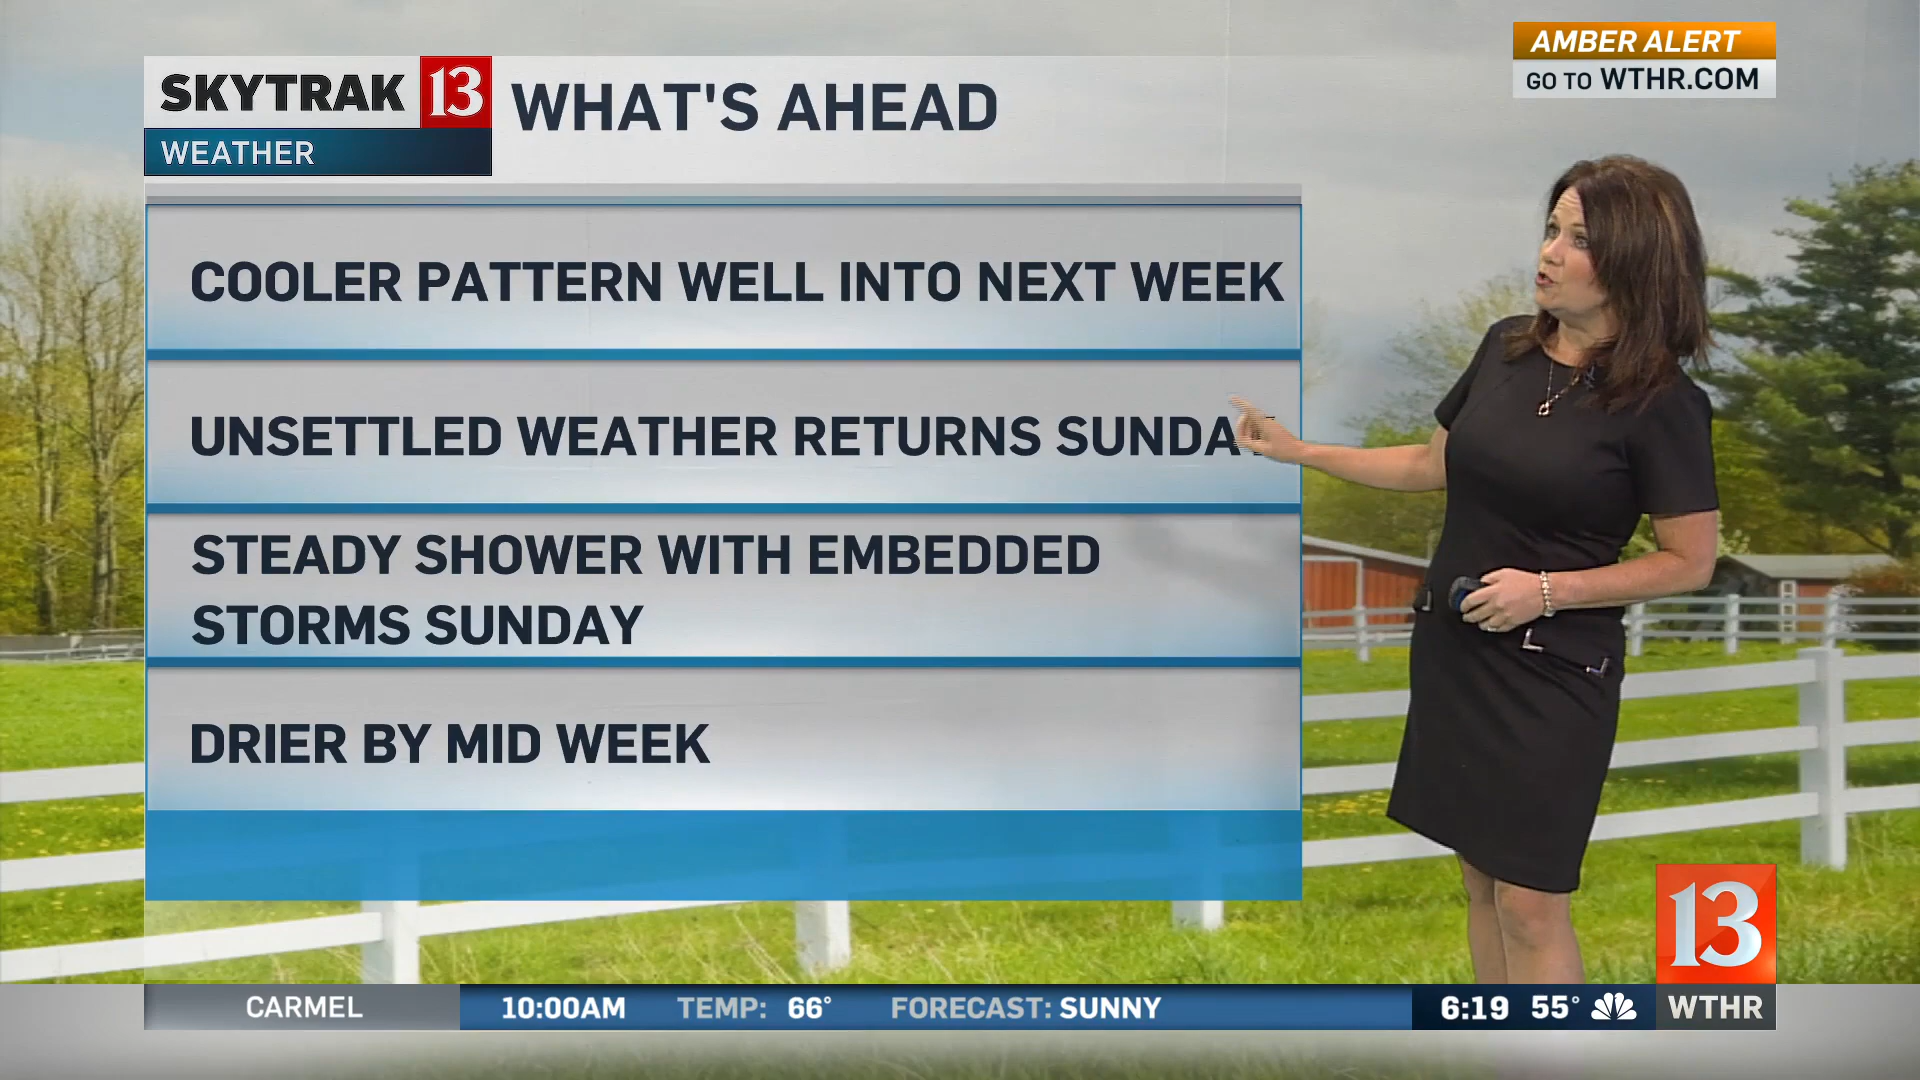 AMBER ALERT
GO TO WTHR.COM
SKYTRAK 13
WEATHER
WHAT'S AHEAD
COOLER PATTERN WELL INTO NEXT WEEK
UNSETTLED WEATHER RETURNS SUNDAY
STEADY SHOWER WITH EMBEDDED
STORMS SUNDAY
DRIER BY MID WEEK
13
WTHR
CARMEL 10:00AM TEMP: 66° FORECAST: SUNNY 6:19 55°